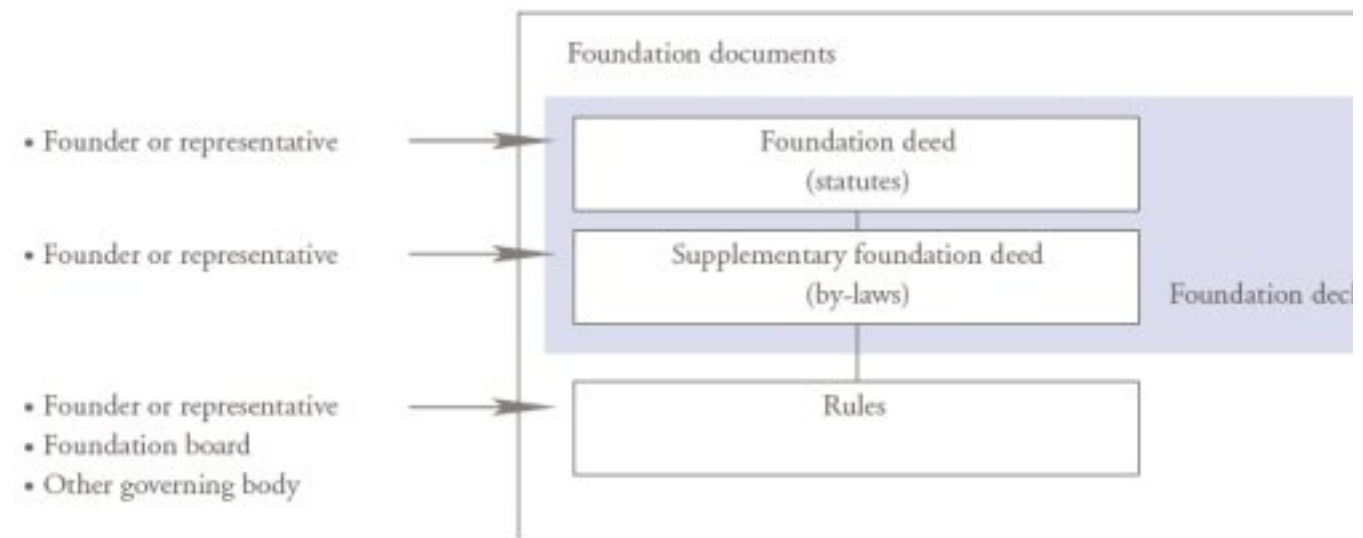 Foundation documents
• Founder or representative
Foundation deed
(statutes)
• Founder or representative
Supplementary foundation deed
(by-laws)
Foundation
• Founder or representative
Rules
• Foundation board
• Other governing body